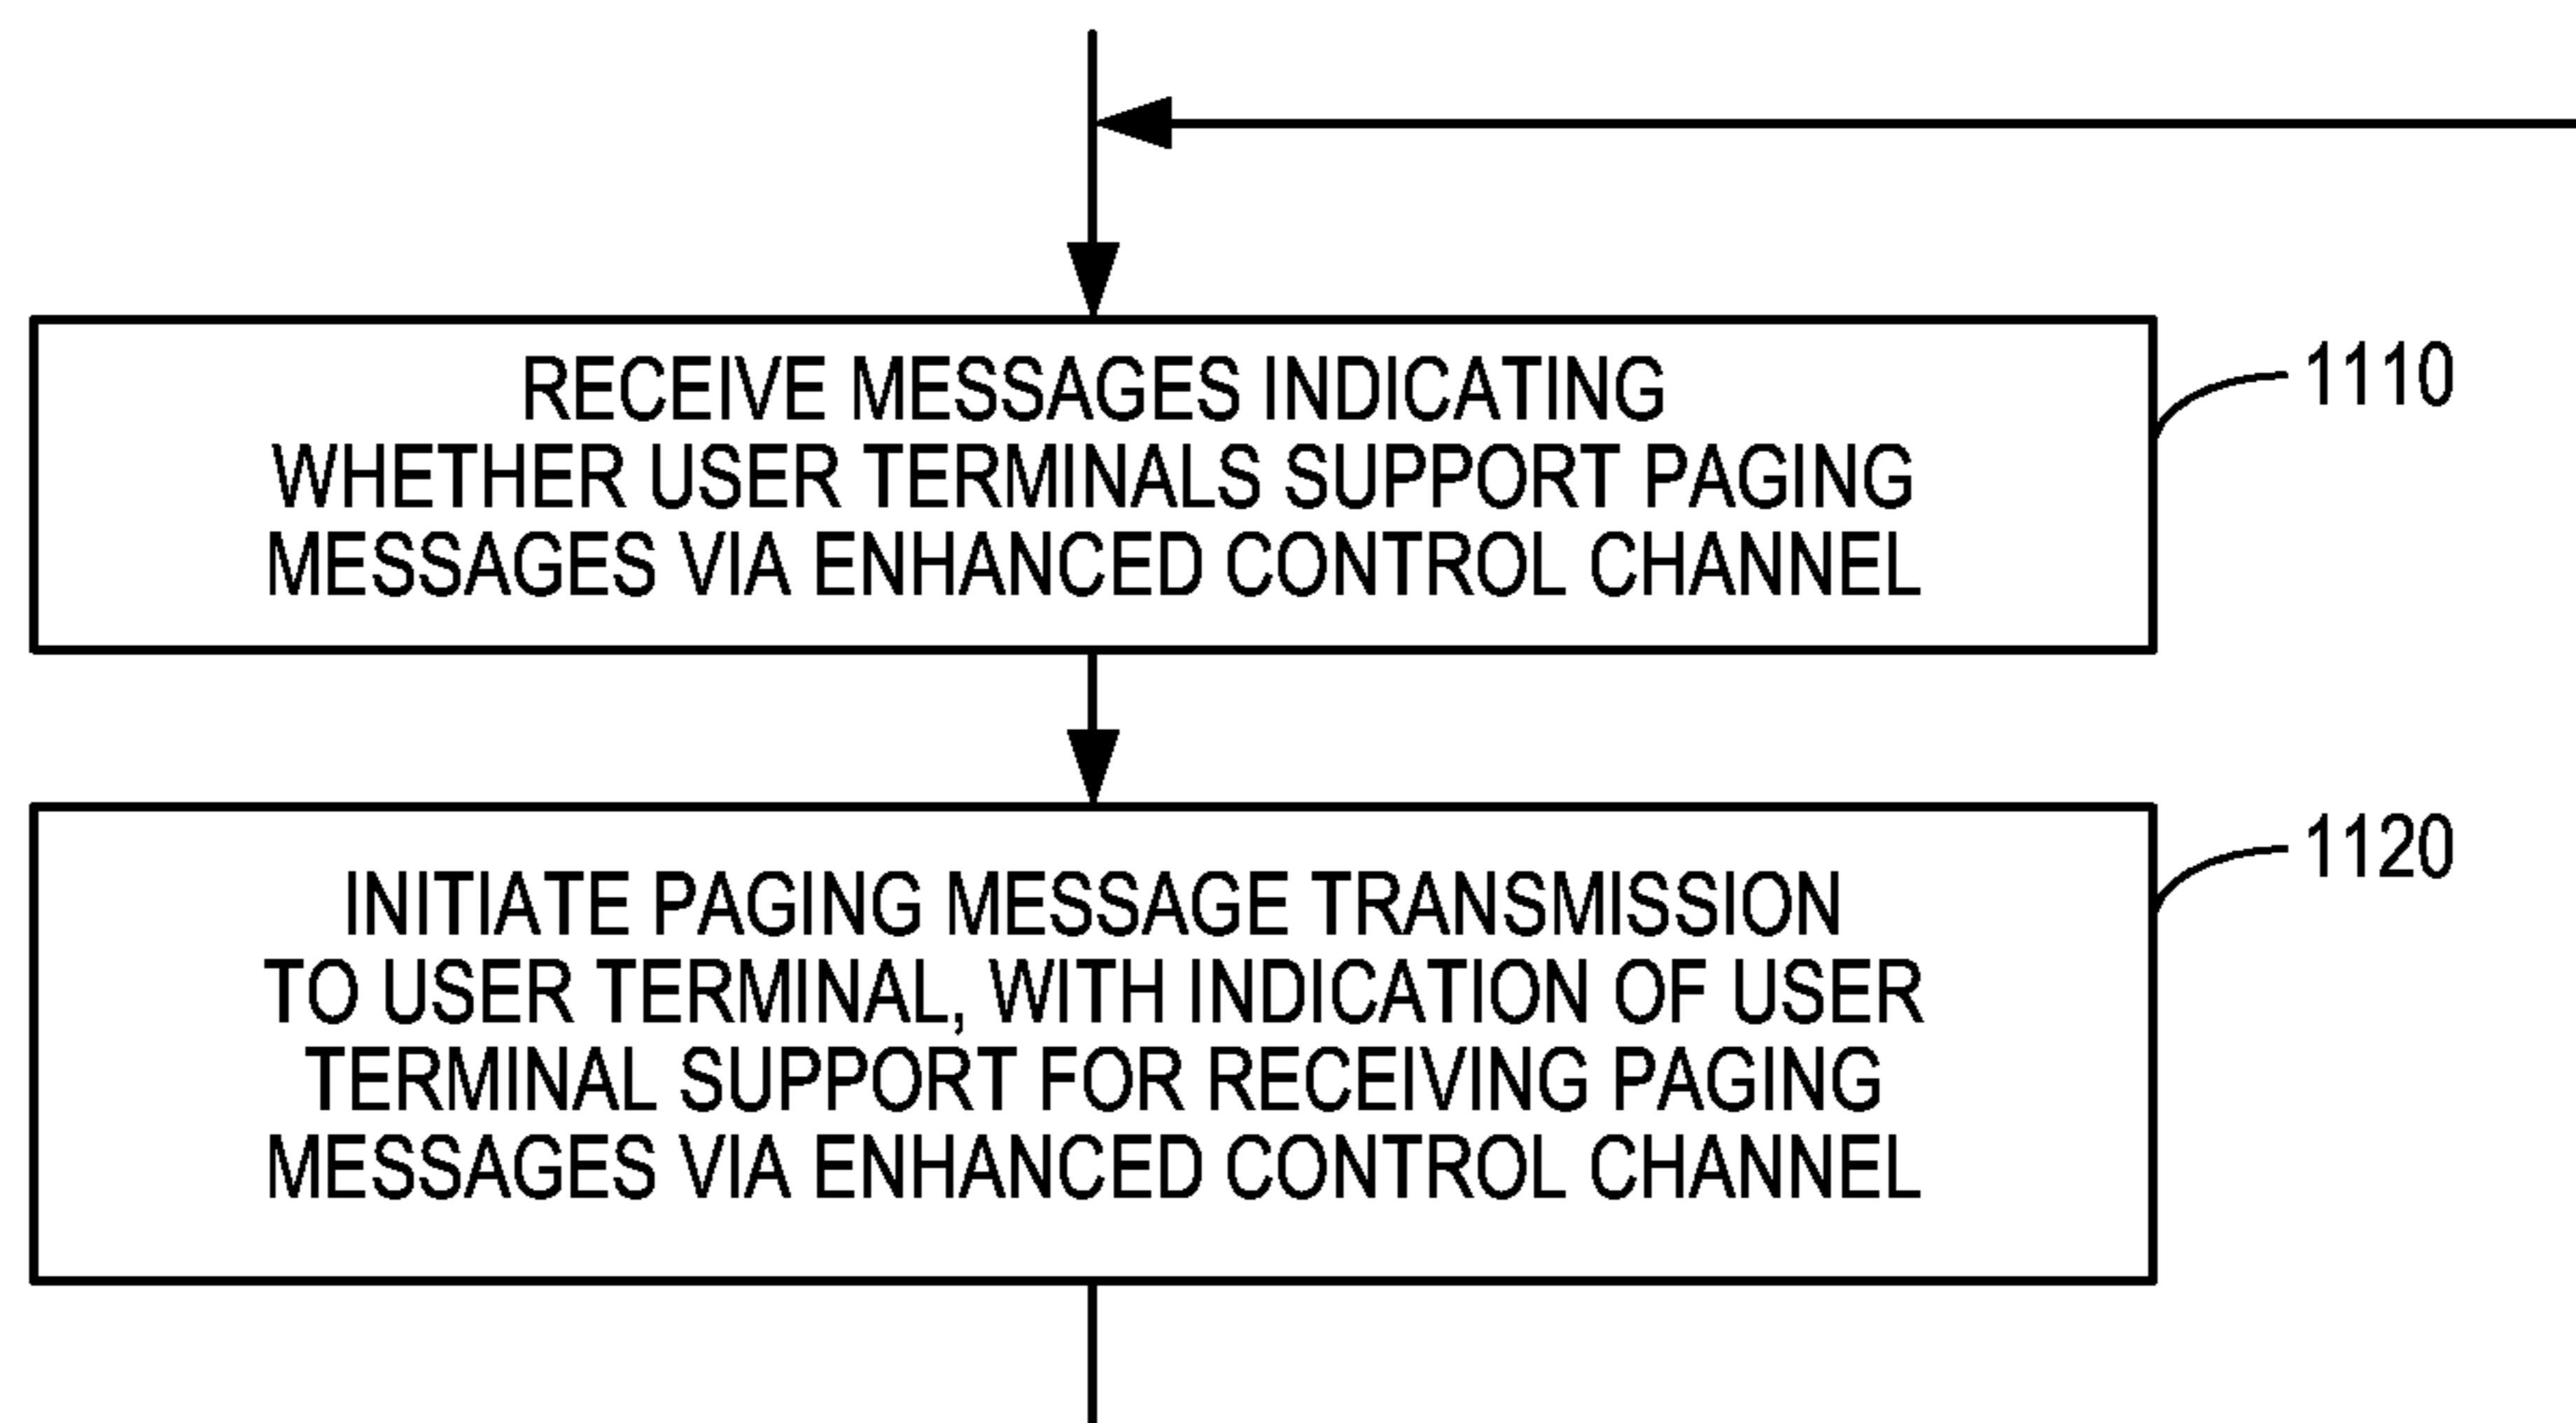 RECEIVE MESSAGES INDICATING
WHETHER USER TERMINALS SUPPORT PAGING
MESSAGES VIA ENHANCED CONTROL CHANNEL
1110
INITIATE PAGING MESSAGE TRANSMISSION
TO USER TERMINAL, WITH INDICATION OF USER
TERMINAL SUPPORT FOR RECEIVING PAGING
MESSAGES VIA ENHANCED CONTROL CHANNEL
1120